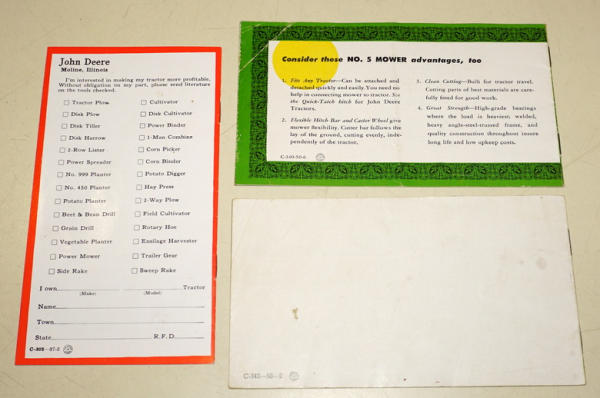 John Deere
Moline, Illinois
I'm interested in making my tractor more profitable.
Without obligation on my part, please send literature
on the tools checked.
Tractor Plow
Disk Plow
Disk Tiller
Disk Harrow
2-Row Lister
Power Spreader
No. 999 Planter
No. 450 Planter
Potato Planter
Beet & Bean Drill
Grain Drill
Vegetable Planter
Power Mower
Side Rake
Cultivator
Disk Cultivator
Power Binder
1-Man Combine
Corn Picker
Corn Binder
Potato Digger
Hay Press
2-Way Plow
Field Cultivator
Rotary Hoe
Ensilage Harvester
Trailer Gear
Sweep Rake
I own Tractor
(Make) (Model)
Name
Town
State R.F.D.
Consider these NO. 5 MOWER advantages, too
1. Fits Any Tractor—Can be attached and
detached quickly and easily. You need no
help in connecting mower to tractor.
the Quick-Tatch hitch for John Deere
Tractors.
2. Flexible Hitch Bar and Caster Wheel give
mower flexibility. Cutter bar follows the
lay of the ground, cutting evenly, inde-
pendently of the tractor.
3. Clean Cutting—Built for tractor travel.
Cutting parts of best materials are care-
fully fitted for good work.
4. Great Strength—High-grade bearings
where the load is heaviest, welded,
heavy angle-steel-trussed frame, and
quality construction throughout insure
long life and low upkeep costs.